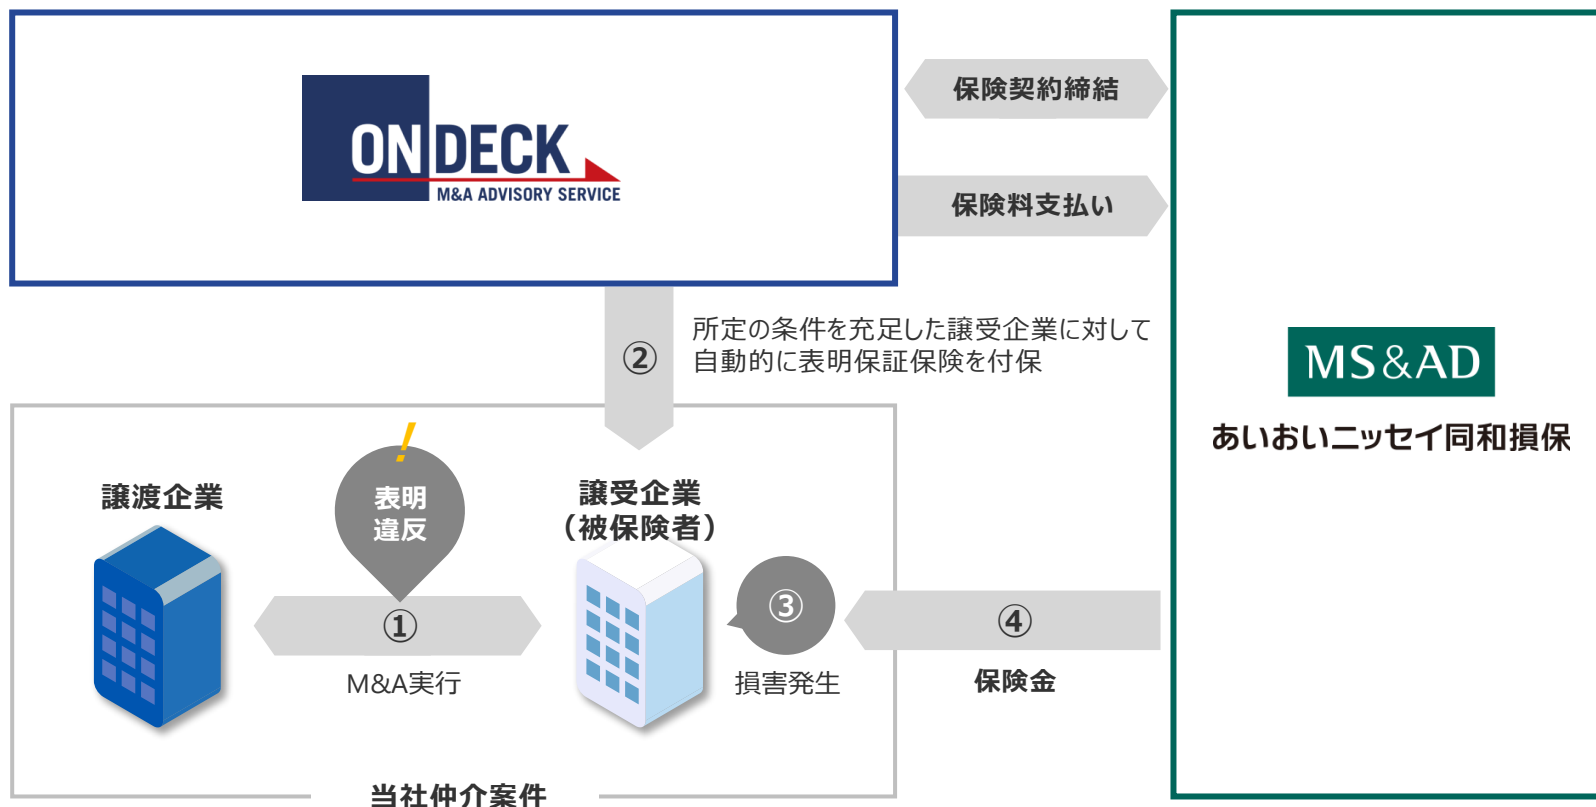 ON DECK
M&A ADVISORY SERVICE
保険契約締結
保険料支払い
②
所定の条件を充足した譲受企業に対して
自動的に表明保証保険を付保
MS&AD
あいおいニッセイ同和損保
譲渡企業
!
表明
違反
譲受企業
（被保険者）
①
M&A実行
③
損害発生
④
保険金
当社仲介案件